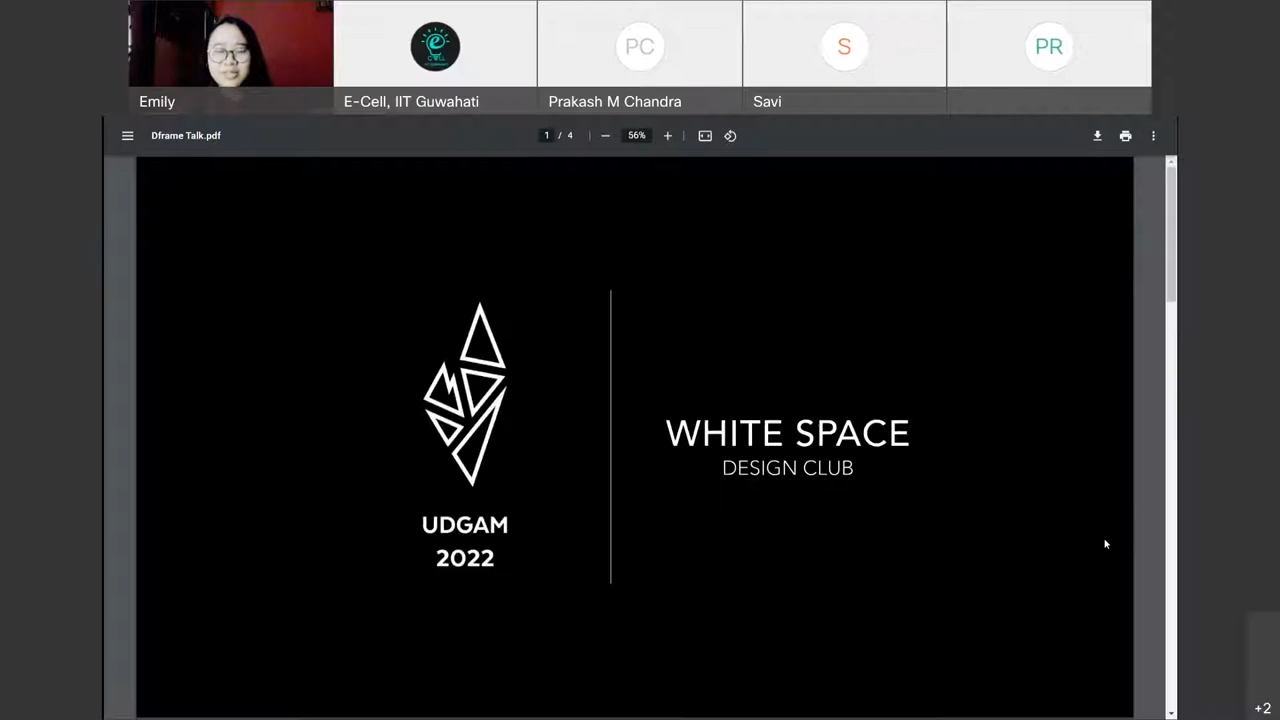 PC
S
PR
Emily
E-Cell, IIT Guwahati
Prakash M Chandra
Savi
Dframe Talk.pdf
1 / 4
56%
UDGAM
2022
WHITE SPACE
DESIGN CLUB
+2